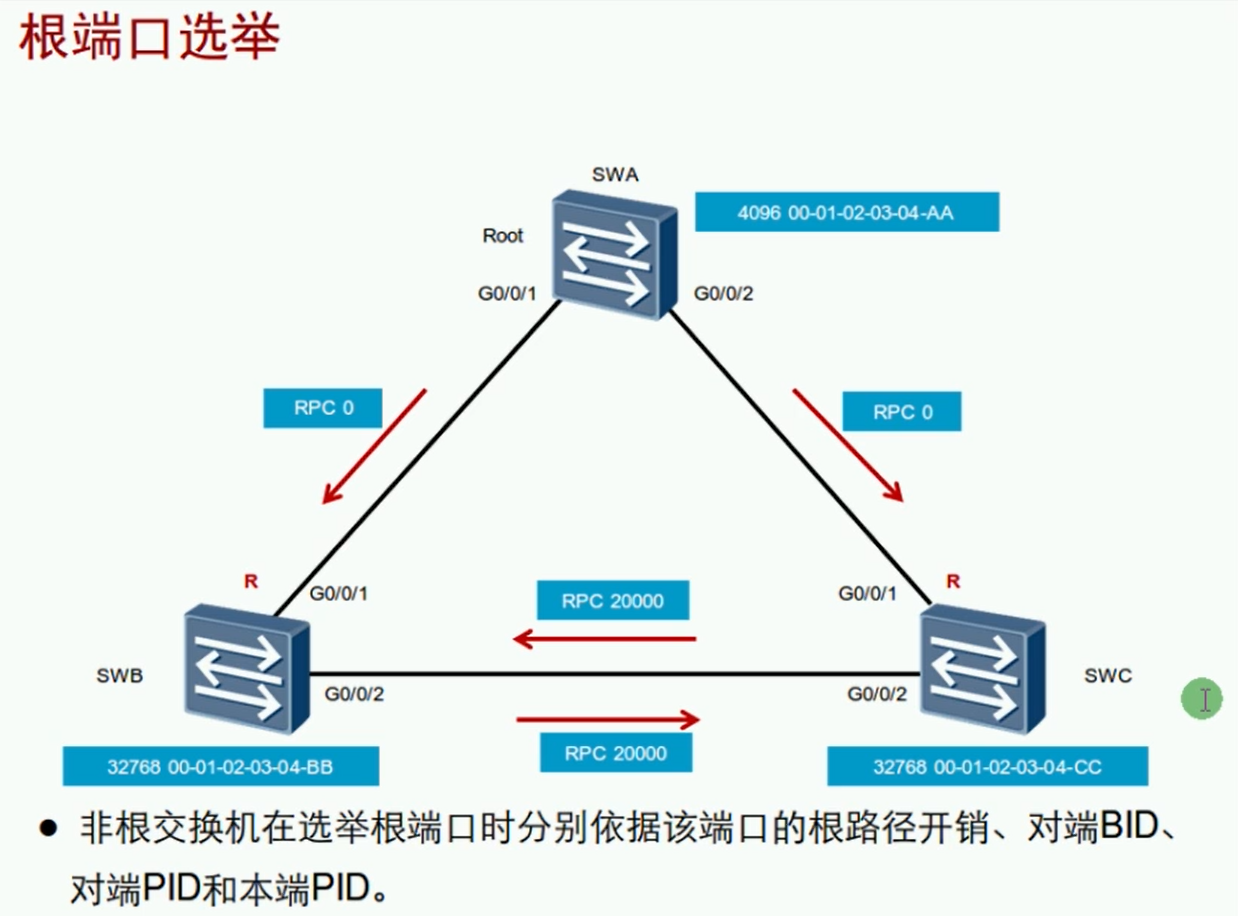 根端口选举
SWA
4096 00-01-02-03-04-AA
Root
G0/0/1
G0/0/2
RPC 0
RPC 0
R
G0/0/1
RPC 20000
G0/0/1
R
SWB
G0/0/2
G0/0/2
SWC
RPC 20000
32768 00-01-02-03-04-BB
32768 00-01-02-03-04-CC
● 非根交换机在选举根端口时分别依据该端口的根路径开销、对端BID、
对端PID和本端PID。